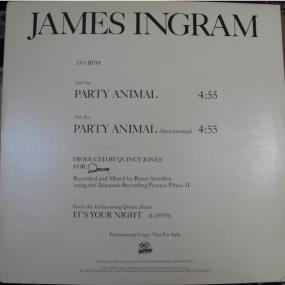 JAMES INGRAM
33⅓ RPM
Side One
PARTY ANIMAL 4:55
Side Two
PARTY ANIMAL (Instrumental) 4:55
PRODUCED BY QUINCY JONES
FOR
Recorded and Mixed by Bruce Swedien
using the Acusonic Recording Process Phase II
From the forthcoming Qwest album
IT'S YOUR NIGHT (1-23970)
Promotional Copy Not For Sale